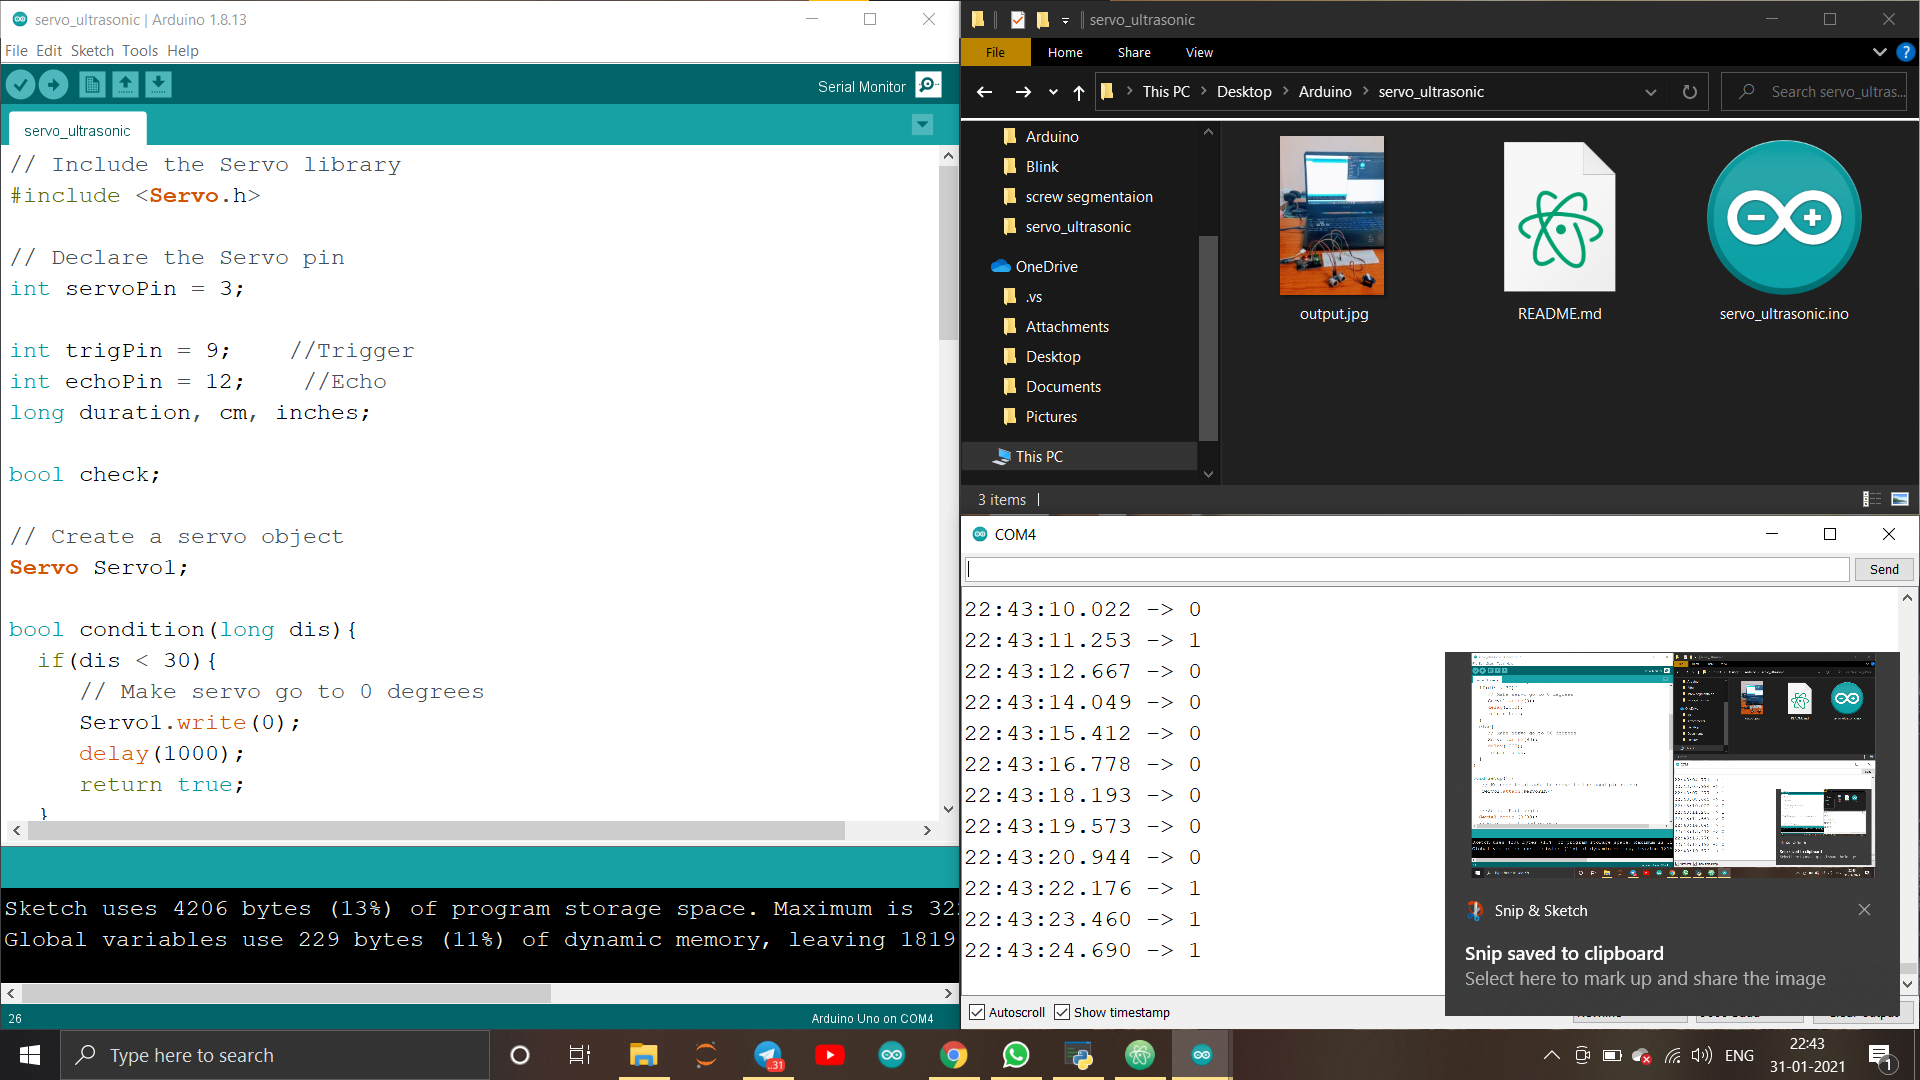 servo_ultrasonic | Arduino 1.8.13
File Edit Sketch Tools Help
Serial Monitor
servo_ultrasonic
// Include the Servo library
#include <Servo.h>
// Declare the Servo pin
int servoPin = 3;
int trigPin = 9;    //Trigger
int echoPin = 12;    //Echo
long duration, cm, inches;
bool check;
// Create a servo object
Servo Servo1;
bool condition(long dis){
if(dis < 30){
// Make servo go to 0 degrees
Servo1.write(0);
delay(1000);
return true;
}
Sketch uses 4206 bytes (13%) of program storage space. Maximum is
Global variables use 229 bytes (11%) of dynamic memory, leaving 1819
26
Arduino Uno on COM4
servo_ultrasonic
File Home Share View
This PC > Desktop > Arduino > servo_ultrasonic
Search servo_ultras...
Arduino
Blink
screw segmentaion
servo_ultrasonic
OneDrive
.vs
Attachments
Desktop
Documents
Pictures
This PC
output.jpg
README.md
servo_ultrasonic.ino
3 items
COM4
Send
22:43:10.022 -> 0
22:43:11.253 -> 1
22:43:12.667 -> 0
22:43:14.049 -> 0
22:43:15.412 -> 0
22:43:16.778 -> 0
22:43:18.193 -> 0
22:43:19.573 -> 0
22:43:20.944 -> 0
22:43:22.176 -> 1
22:43:23.460 -> 1
22:43:24.690 -> 1
Autoscroll
Show timestamp
Snip & Sketch
Snip saved to clipboard
Select here to mark up and share the image
Type here to search
..31
ENG
22:43
31-01-2021
1